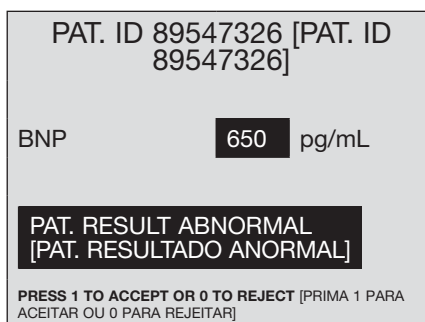 PAT. ID 89547326 [PAT. ID
89547326]
BNP 650 pg/mL
PAT. RESULT ABNORMAL
[PAT. RESULTADO ANORMAL]
PRESS 1 TO ACCEPT OR 0 TO REJECT [PRIMA 1 PARA
ACEITAR OU 0 PARA REJEITAR]